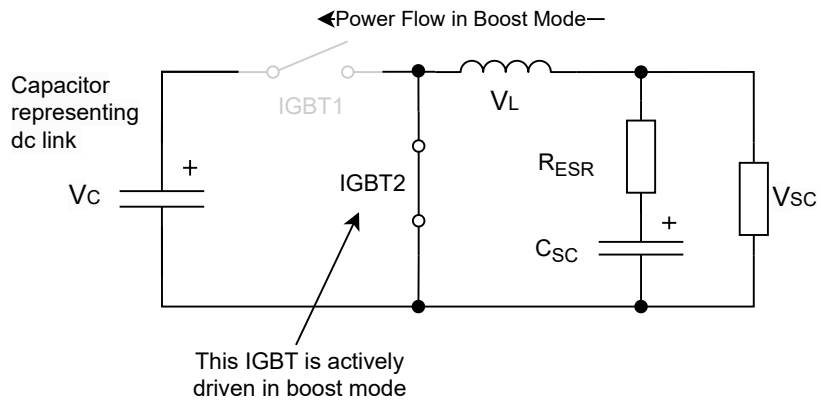 Power Flow in Boost Mode
Capacitor
representing
dc link
IGBT1
VL
VC
+
IGBT2
RESR
+
CSC
VSC
This IGBT is actively
driven in boost mode